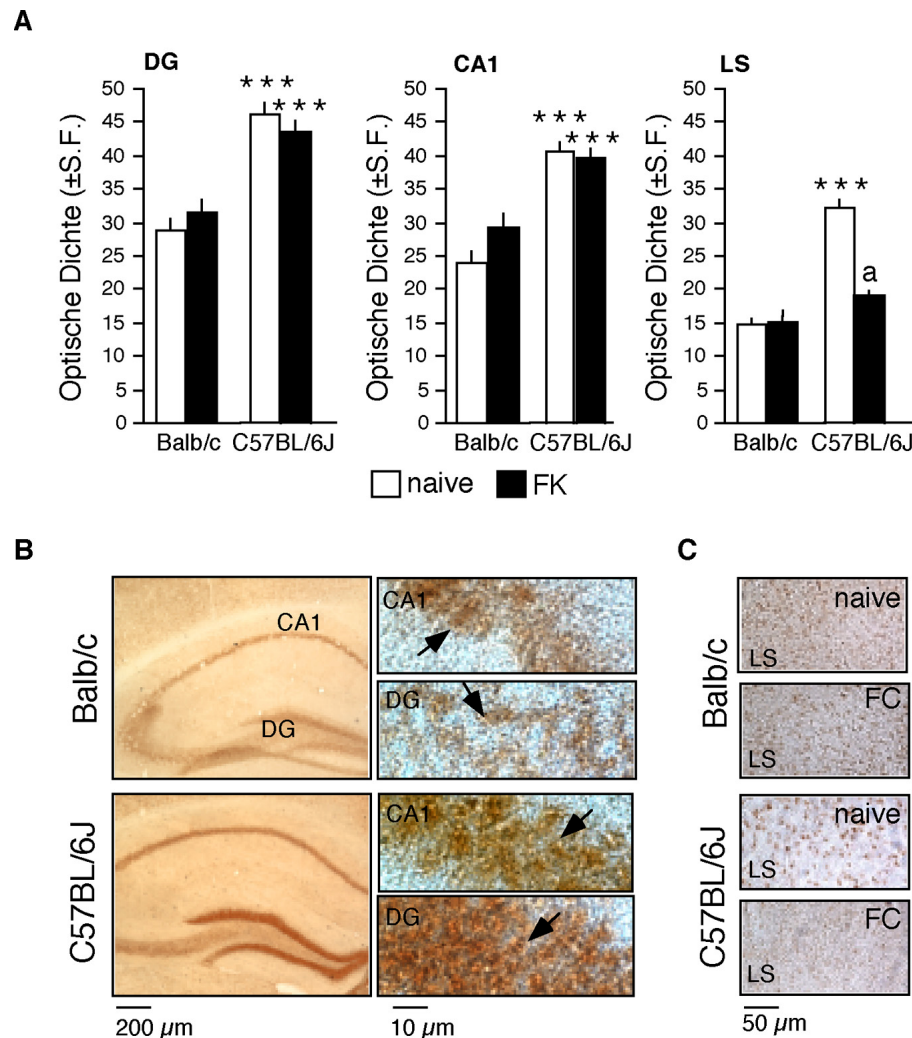 A
DG
CA1
LS
Optische Dichte (±S.F.)
50
45
40
35
30
25
20
15
10
5
0
* * *
* * *
Balb/c C57BL/6J
Optische Dichte (±S.F.)
50
45
40
35
30
25
20
15
10
5
0
* * *
* * *
Balb/c C57BL/6J
Optische Dichte (±S.F.)
50
45
40
35
30
25
20
15
10
5
0
* * *
a
Balb/c C57BL/6J
naive FK
B
Balb/c
CA1
DG
CA1
DG
C57BL/6J
CA1
DG
200 µm
10 µm
C
Balb/c
naive
LS
FC
LS
C57BL/6J
naive
LS
FC
LS
50 µm